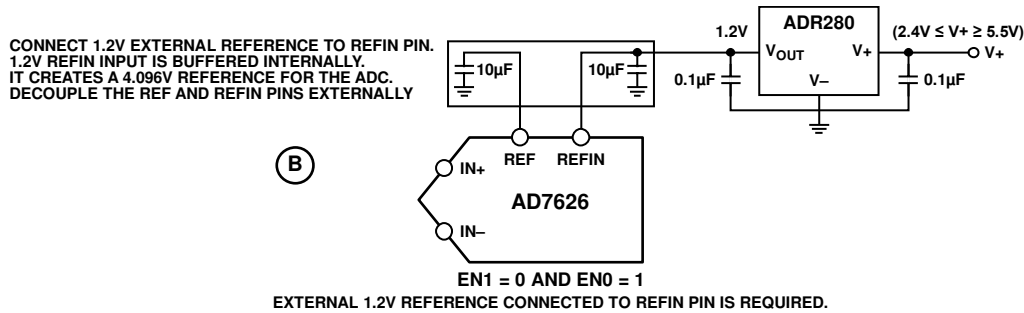 CONNECT 1.2V EXTERNAL REFERENCE TO REFIN PIN.
1.2V REFIN INPUT IS BUFFERED INTERNALLY.
IT CREATES A 4.096V REFERENCE FOR THE ADC.
DECOUPLE THE REF AND REFIN PINS EXTERNALLY
10µF
10µF
1.2V
ADR280
VOUT
V+
V–
(2.4V ≤ V+ ≥ 5.5V)
V+
0.1µF
0.1µF
B
REF
REFIN
IN+
AD7626
IN–
EN1 = 0 AND EN0 = 1
EXTERNAL 1.2V REFERENCE CONNECTED TO REFIN PIN IS REQUIRED.